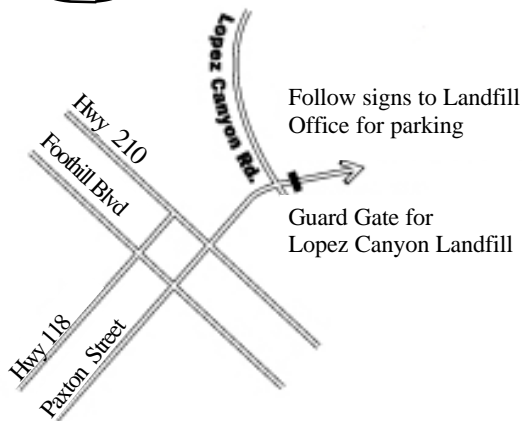 Lopez Canyon Rd.
Follow signs to Landfill
Office for parking
Hwy 210
Foothill Blvd
Guard Gate for
Lopez Canyon Landfill
Hwy 118
Paxton Street